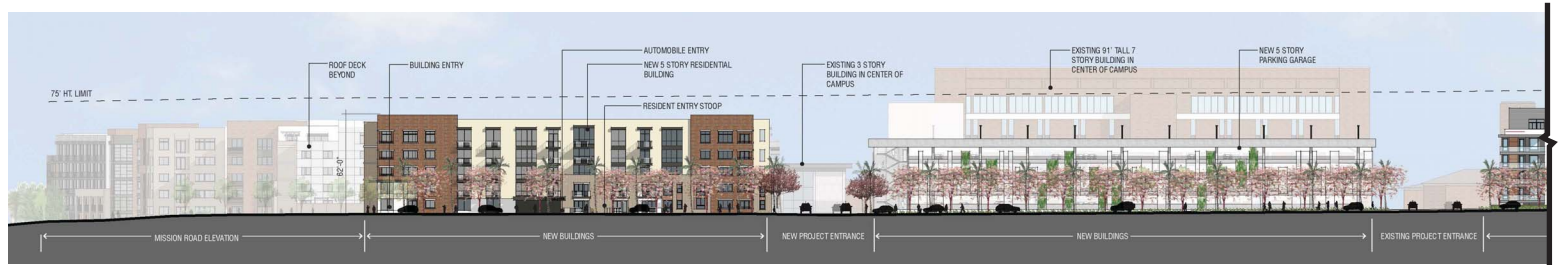 75' HT. LIMIT
ROOF DECK
BEYOND
BUILDING ENTRY
AUTOMOBILE ENTRY
NEW 5 STORY RESIDENTIAL
BUILDING
RESIDENT ENTRY STOOP
EXISTING 3 STORY
BUILDING IN CENTER OF
CAMPUS
EXISTING 91' TALL 7
STORY BUILDING IN
CENTER OF CAMPUS
NEW 5 STORY
PARKING GARAGE
62'-0"
MISSION ROAD ELEVATION
NEW BUILDINGS
NEW PROJECT ENTRANCE
NEW BUILDINGS
EXISTING PROJECT ENTRANCE